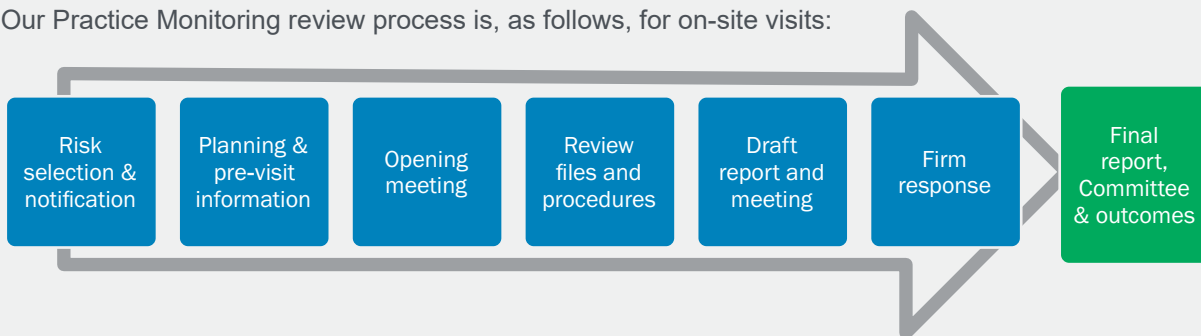 Our Practice Monitoring review process is, as follows, for on-site visits:
Risk
selection &
notification
Planning &
pre-visit
information
Opening
meeting
Review
files and
procedures
Draft
report and
meeting
Firm
response
Final
report,
Committee
& outcomes